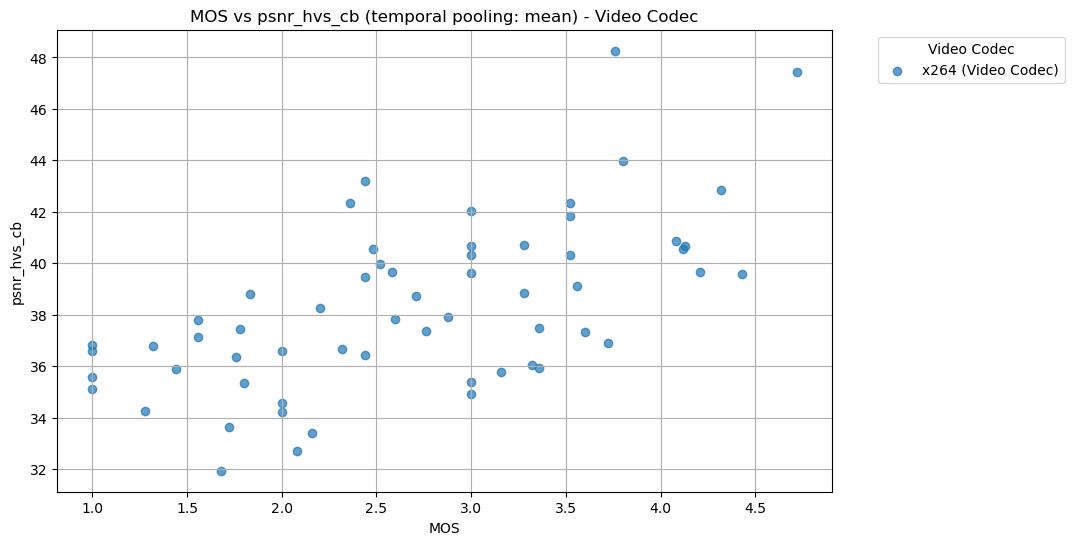 MOS vs psnr_hvs_cb (temporal pooling: mean) - Video Codec
Video Codec
x264 (Video Codec)
psnr_hvs_cb
48
46
44
42
40
38
36
34
32
1.0 1.5 2.0 2.5 3.0 3.5 4.0 4.5
MOS